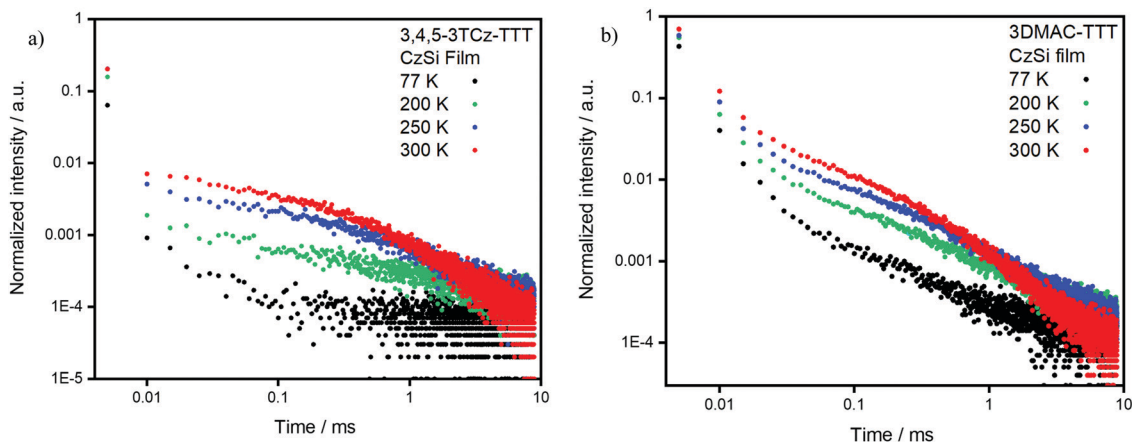 a)
3,4,5-3TCz-TTT
CzSi Film
77 K
200 K
250 K
300 K
1
0.1
0.01
0.001
1E-4
1E-5
Normalized intensity / a.u.
0.01
0.1
1
10
Time / ms
b)
3DMAC-TTT
CzSi film
77 K
200 K
250 K
300 K
1
0.1
0.01
0.001
1E-4
Normalized intensity / a.u.
0.01
0.1
1
10
Time / ms